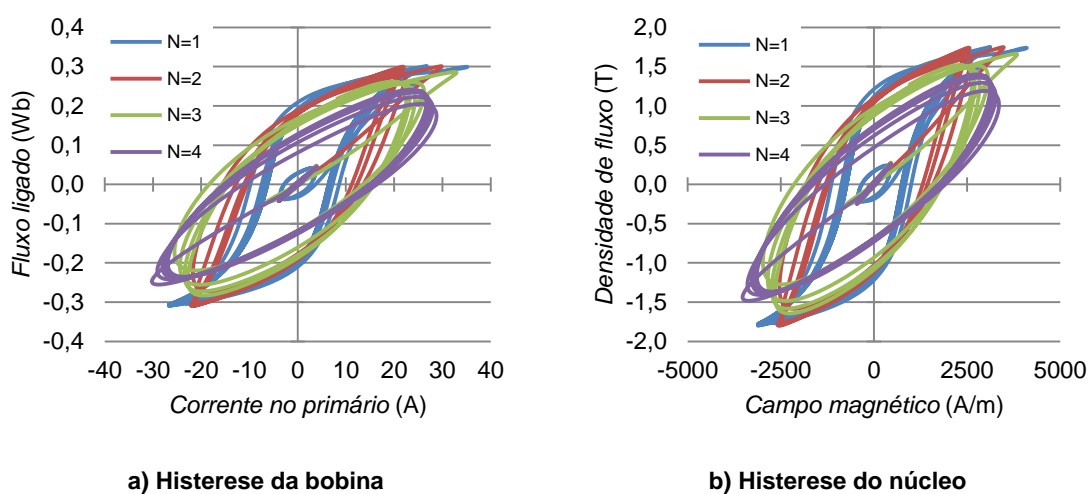 0,4
0,3
0,2
0,1
0,0
-0,1
-0,2
-0,3
-0,4
Fluxo ligado (Wb)
N=1
N=2
N=3
N=4
-40 -30 -20 -10 0 10 20 30 40
Corrente no primário (A)
a) Histerese da bobina
2,0
1,5
1,0
0,5
0,0
-0,5
-1,0
-1,5
-2,0
Densidade de fluxo (T)
N=1
N=2
N=3
N=4
-5000 -2500 0 2500 5000
Campo magnético (A/m)
b) Histerese do núcleo